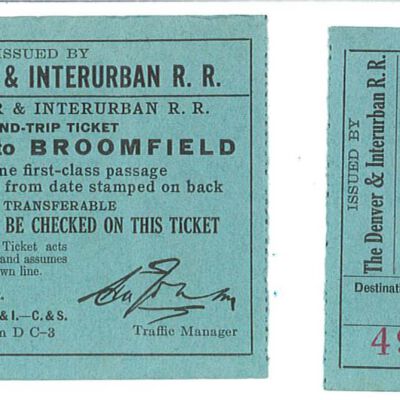 ISSUED BY
& INTERURBAN R. R.
R & INTERURBAN R. R.
ND-TRIP TICKET
to BROOMFIELD
ne first-class passage
from date stamped on back
TRANSFERABLE
BE CHECKED ON THIS TICKET
Ticket acts
and assumes
wn line.
& I.—C. & S.
n D C-3
Traffic Manager
ISSUED BY
The Denver & Interurban R. R.
Destinati
49